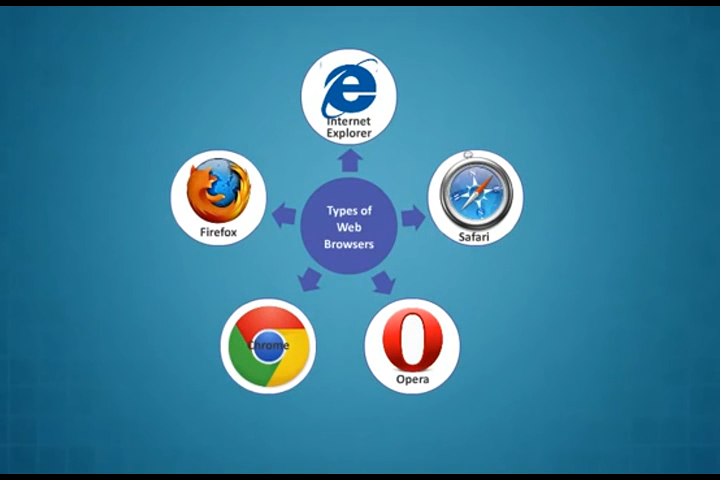 Internet
Explorer
Firefox
Types of
Web
Browsers
Safari
Chrome
Opera